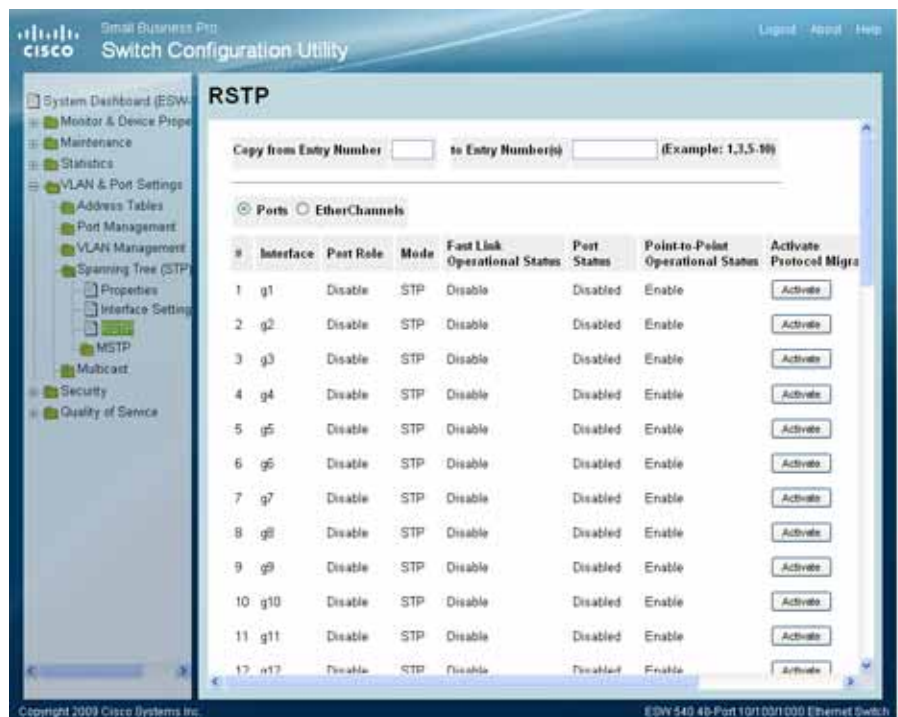 Small Business Pro
CISCO Switch Configuration Utility
Logout About Help
System Dashboard (ESW-
Monitor & Device Prope
Maintenance
Statistics
VLAN & Port Settings
Address Tables
Port Management
VLAN Management
Spanning Tree (STP)
Properties
Interface Setting
RSTP
MSTP
Multicast
Security
Quality of Service
RSTP
Copy from Entry Number to Entry Number(s) (Example: 1,3,5-10)
Ports EtherChannels
# Interface Port Role Mode Fast Link Operational Status Port Status Point-to-Point Operational Status Activate Protocol Migra
1 g1 Disable STP Disable Disabled Enable Activate
2 g2 Disable STP Disable Disabled Enable Activate
3 g3 Disable STP Disable Disabled Enable Activate
4 g4 Disable STP Disable Disabled Enable Activate
5 g5 Disable STP Disable Disabled Enable Activate
6 g6 Disable STP Disable Disabled Enable Activate
7 g7 Disable STP Disable Disabled Enable Activate
8 g8 Disable STP Disable Disabled Enable Activate
9 g9 Disable STP Disable Disabled Enable Activate
10 g10 Disable STP Disable Disabled Enable Activate
11 g11 Disable STP Disable Disabled Enable Activate
12 g12 Disable STP Disable Disabled Enable Activate
Copyright 2009 Cisco Systems Inc.
ESW 540 48-Port 10/100/1000 Ethernet Switch